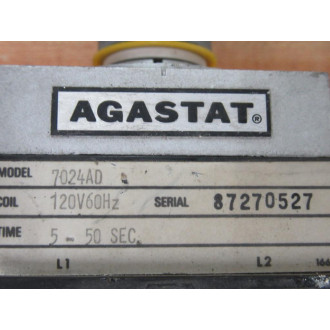 AGASTAT®
MODEL 7024AD
COIL 120V60Hz SERIAL 87270527
TIME 5 - 50 SEC.
L1 L2